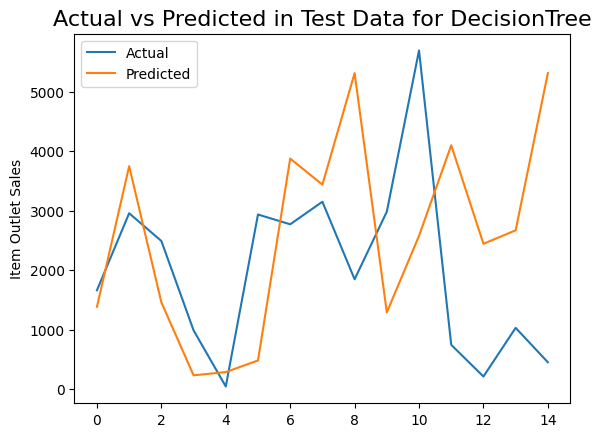 Actual vs Predicted in Test Data for DecisionTree
Actual
Predicted
Item Outlet Sales
5000
4000
3000
2000
1000
0
0 2 4 6 8 10 12 14